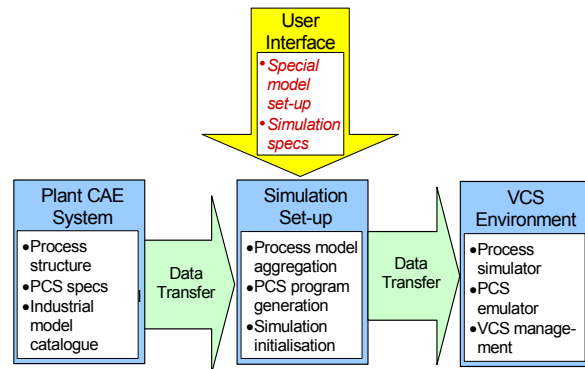 User
Interface
•Special
model
set-up
•Simulation
specs
Plant CAE
System
•Process
structure
•PCS specs
•Industrial
model
catalogue
Data
Transfer
Simulation
Set-up
•Process model
aggregation
•PCS program
generation
•Simulation
initialisation
Data
Transfer
VCS
Environment
•Process
simulator
•PCS
emulator
•VCS manage-
ment